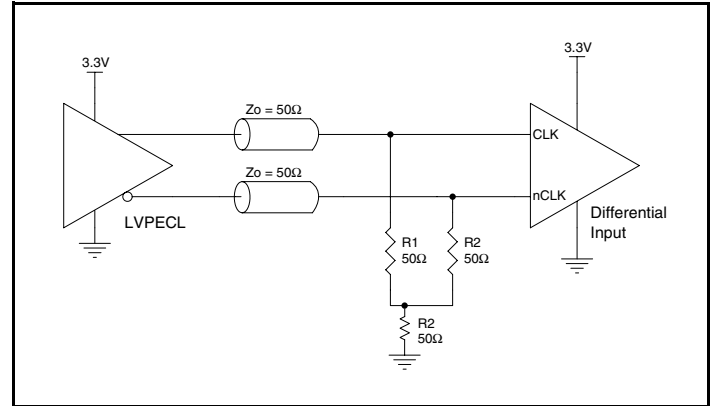 3.3V
3.3V
Zo = 50Ω
CLK
Zo = 50Ω
nCLK
LVPECL
Differential
Input
R1
50Ω
R2
50Ω
R2
50Ω